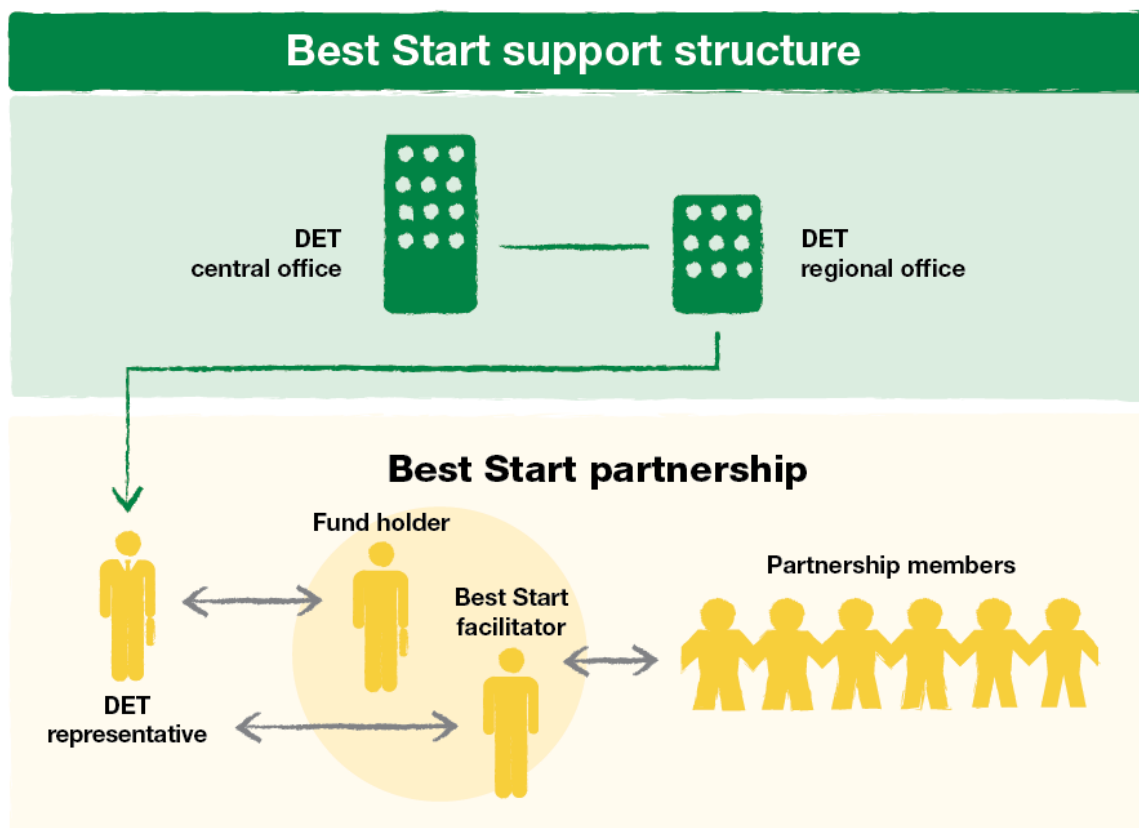 Best Start support structure
DET
central office
DET
regional office
Best Start partnership
Fund holder
Best Start
facilitator
Partnership members
DET
representative